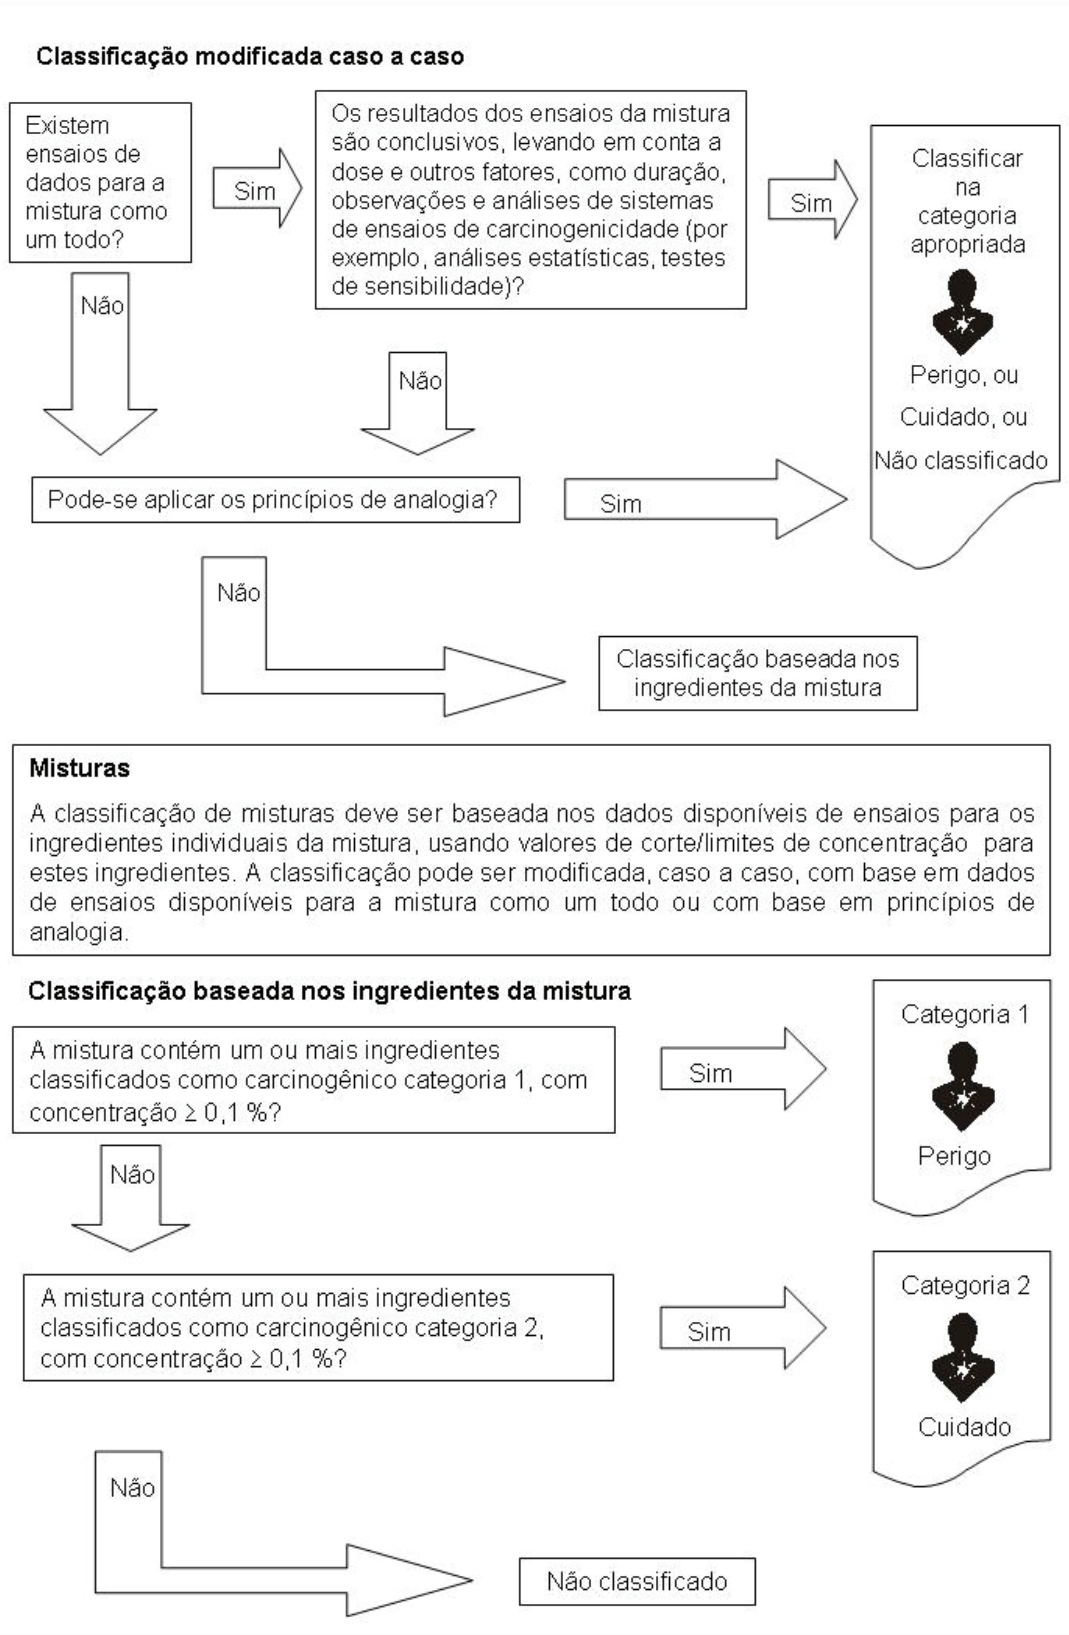 Classificação modificada caso a caso
Existem
ensaios de
dados para a
mistura como
um todo?
Sim
Os resultados dos ensaios da mistura
são conclusivos, levando em conta a
dose e outros fatores, como duração,
observações e análises de sistemas
de ensaios de carcinogenicidade (por
exemplo, análises estatísticas, testes
de sensibilidade)?
Sim
Classificar
na
categoria
apropriada
Perigo, ou
Cuidado, ou
Não classificado
Não
Não
Pode-se aplicar os princípios de analogia?
Sim
Não
Classificação baseada nos
ingredientes da mistura
Misturas
A classificação de misturas deve ser baseada nos dados disponíveis de ensaios para os
ingredientes individuais da mistura, usando valores de corte/limites de concentração para
estes ingredientes. A classificação pode ser modificada, caso a caso, com base em dados
de ensaios disponíveis para a mistura como um todo ou com base em princípios de
analogia.
Classificação baseada nos ingredientes da mistura
A mistura contém um ou mais ingredientes
classificados como carcinogênico categoria 1, com
concentração ≥ 0,1 %?
Sim
Categoria 1
Perigo
Não
A mistura contém um ou mais ingredientes
classificados como carcinogênico categoria 2,
com concentração ≥ 0,1 %?
Sim
Categoria 2
Cuidado
Não
Não classificado